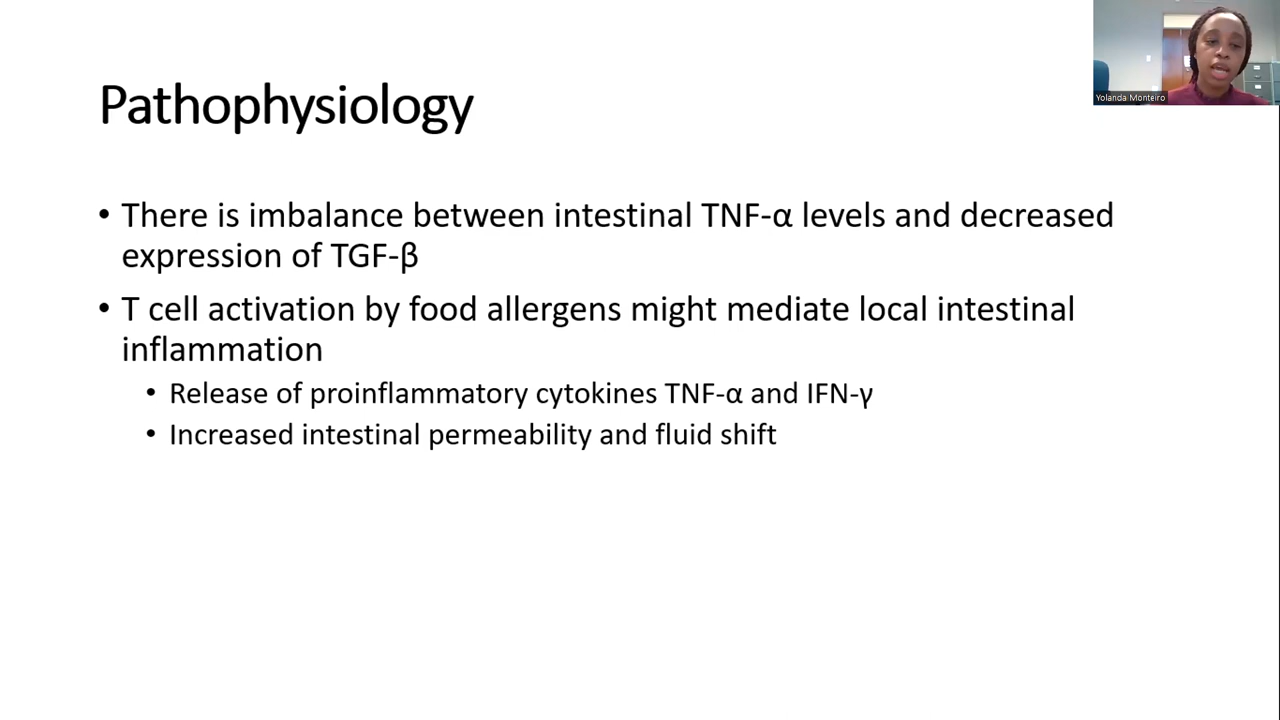 Pathophysiology
Yolanda Monteiro
• There is imbalance between intestinal TNF-α levels and decreased
expression of TGF-β
• T cell activation by food allergens might mediate local intestinal
inflammation
• Release of proinflammatory cytokines TNF-α and IFN-γ
• Increased intestinal permeability and fluid shift